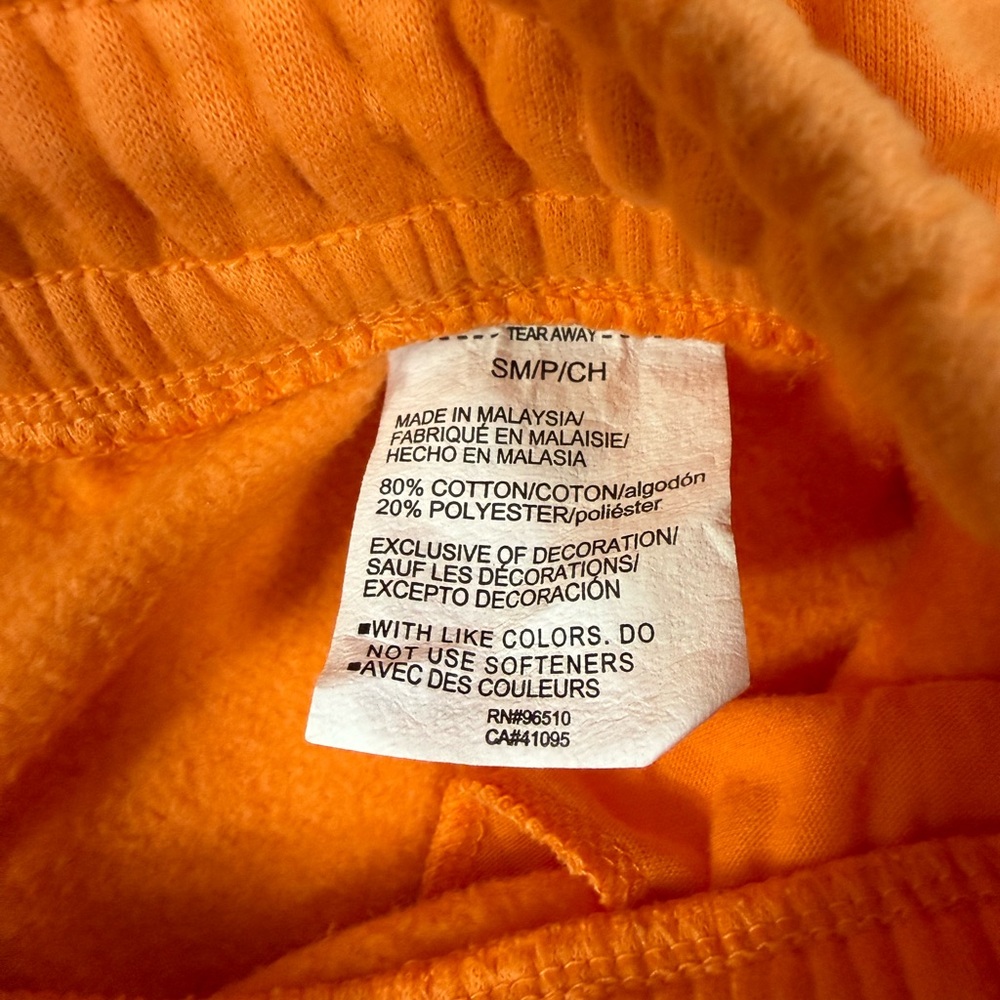 TEAR AWAY
SM/P/CH
MADE IN MALAYSIA/
FABRIQUÉ EN MALAISIE/
HECHO EN MALASIA
80% COTTON/COTON/algodón
20% POLYESTER/poliéster
EXCLUSIVE OF DECORATION/
SAUF LES DÉCORATIONS/
EXCEPTO DECORACIÓN
■WITH LIKE COLORS. DO
NOT USE SOFTENERS
■AVEC DES COULEURS
RN#96510
CA#41095